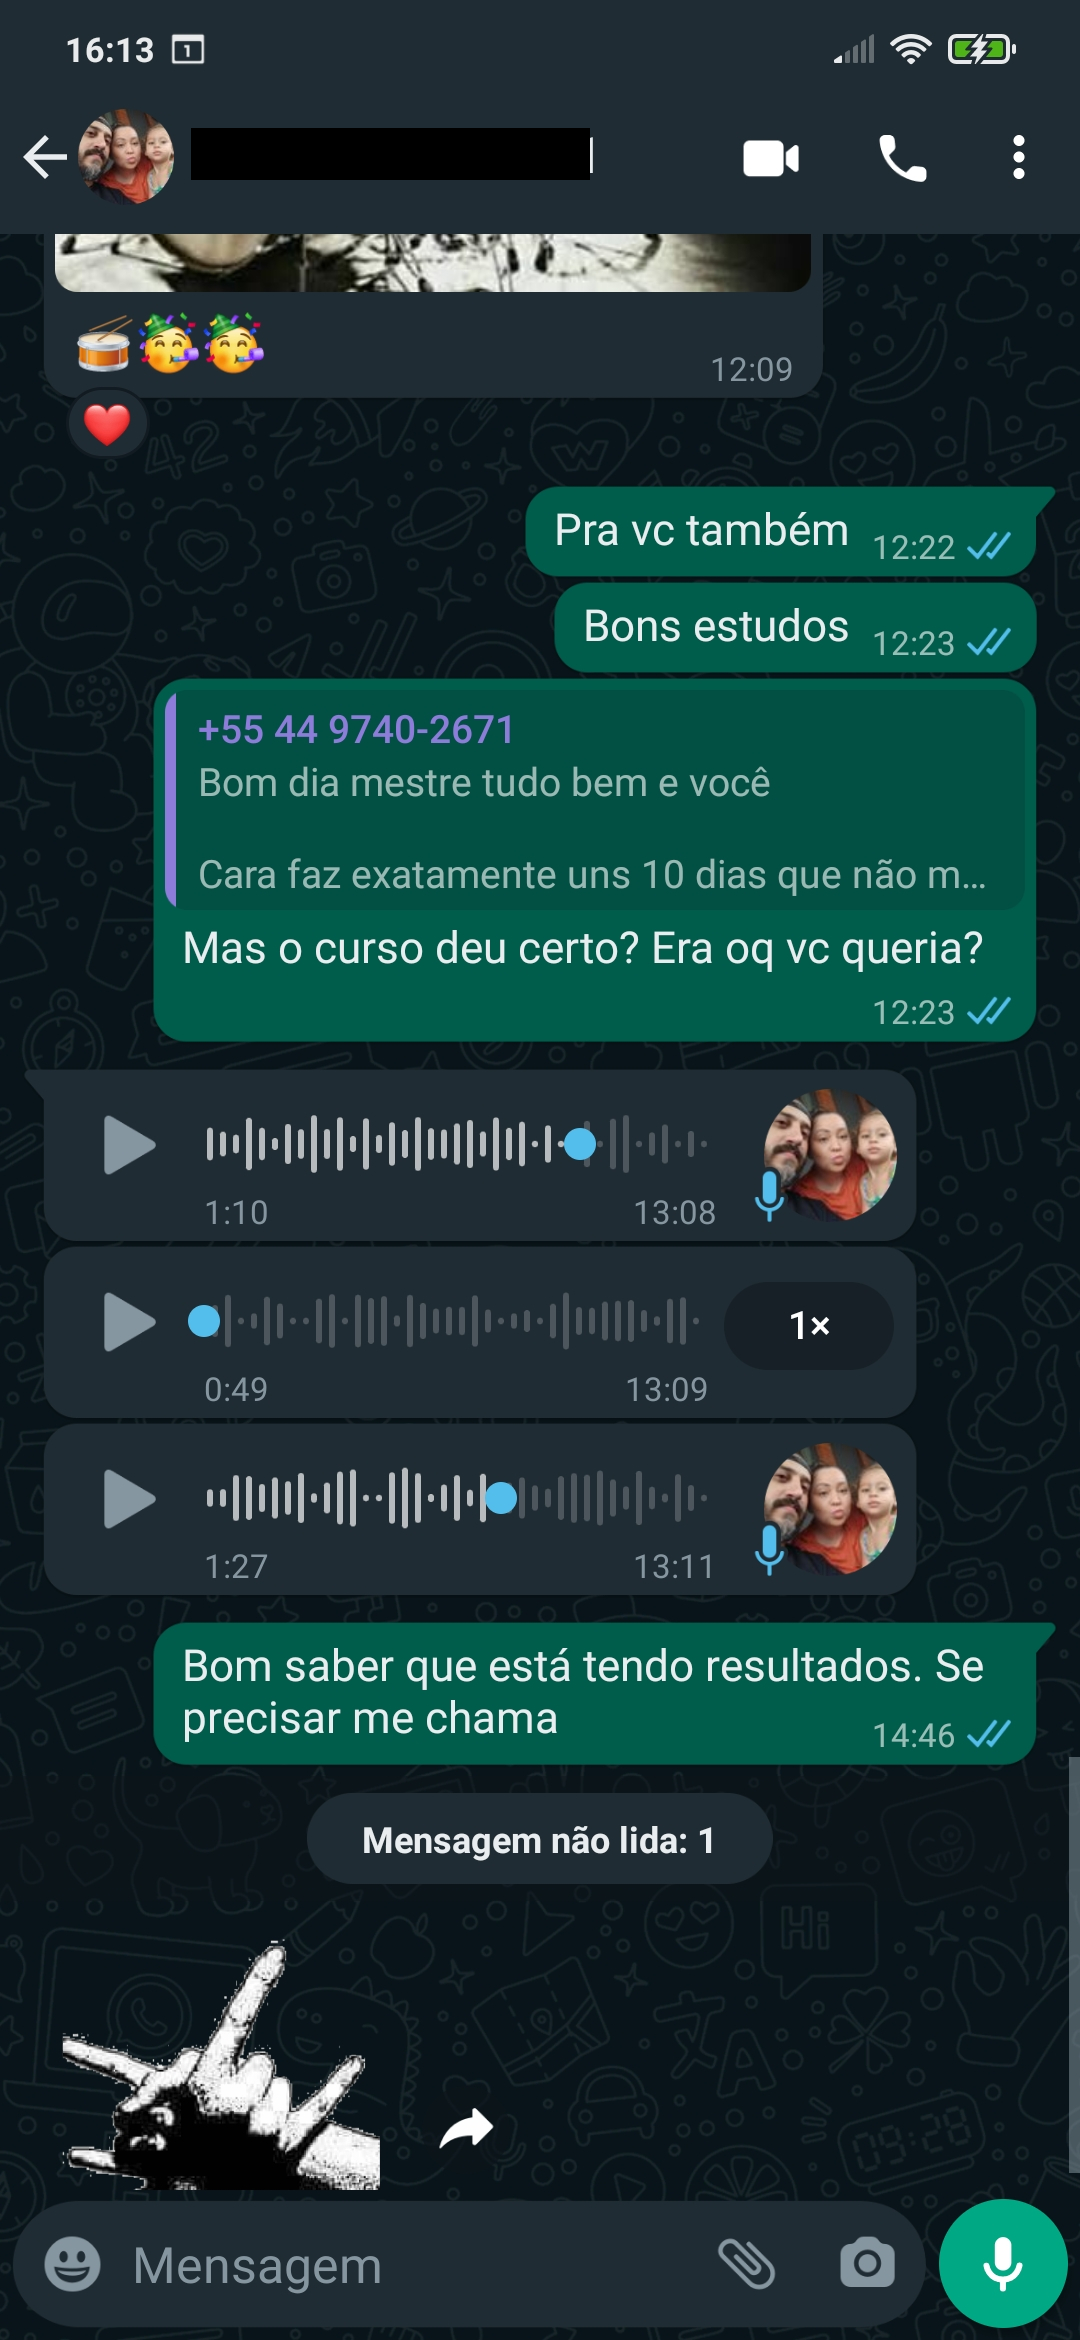 16:13
1
12:09
Pra vc também 12:22
Bons estudos 12:23
+55 44 9740-2671
Bom dia mestre tudo bem e você
Cara faz exatamente uns 10 dias que não m...
Mas o curso deu certo? Era oq vc queria?
12:23
1:10 13:08
1×
0:49 13:09
1:27 13:11
Bom saber que está tendo resultados. Se
precisar me chama 14:46
Mensagem não lida: 1
Mensagem